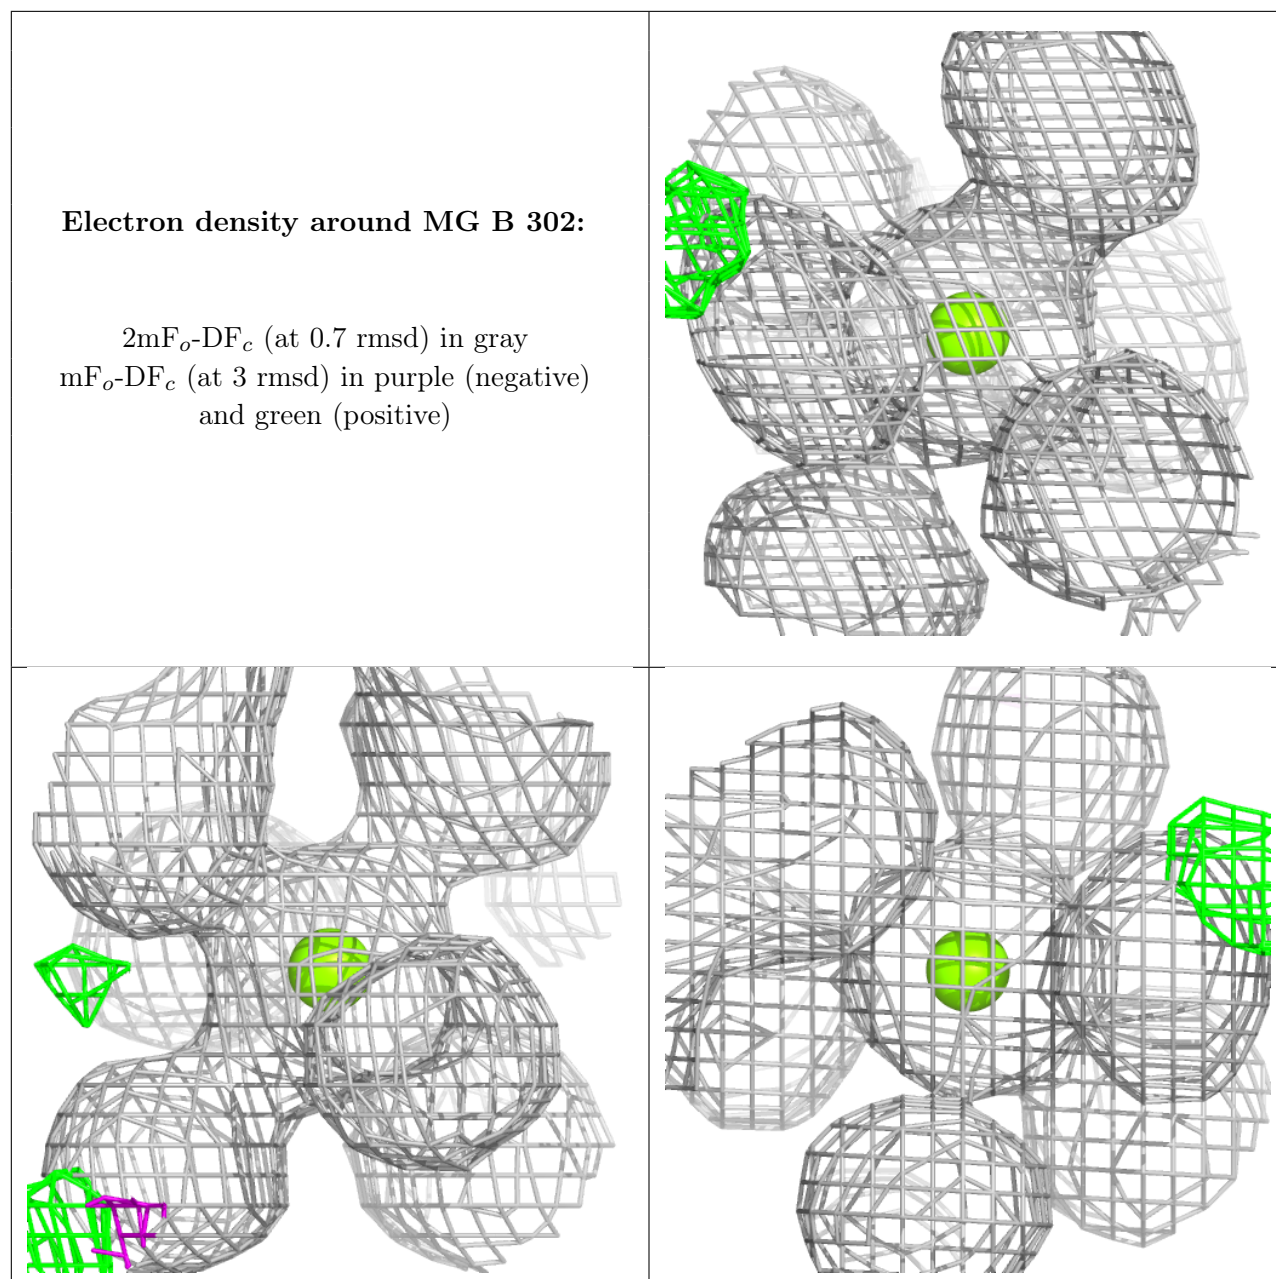 Electron density around MG B 302:
2mFo-DFc (at 0.7 rmsd) in gray
mFo-DFc (at 3 rmsd) in purple (negative)
and green (positive)